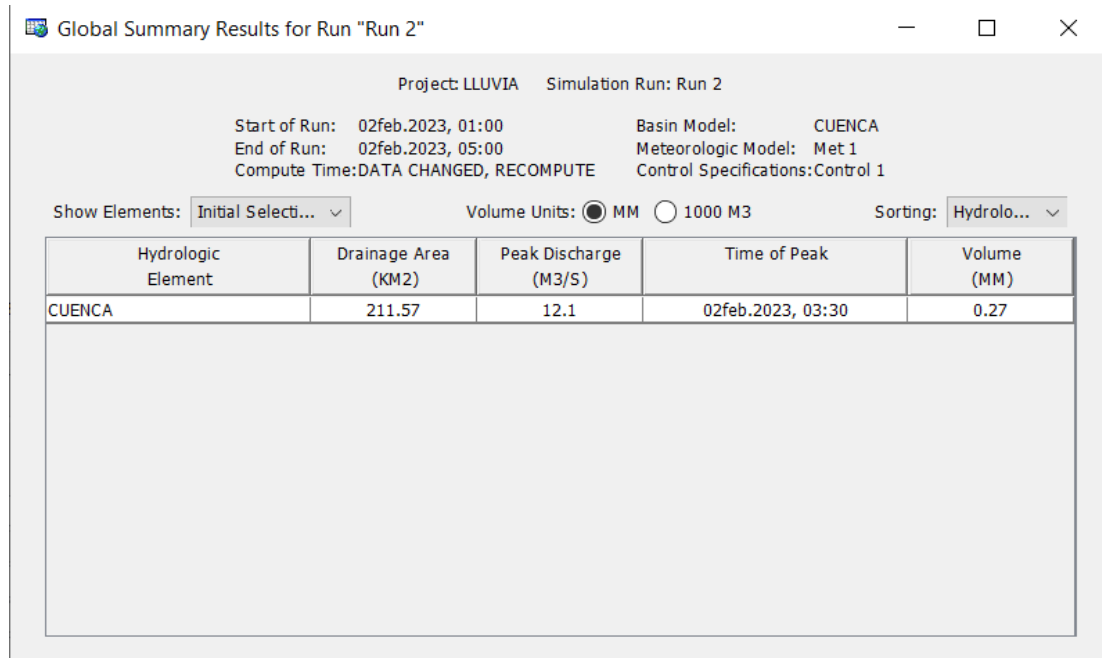 Global Summary Results for Run "Run 2"
Project: LLUVIA Simulation Run: Run 2
Start of Run: 02feb.2023, 01:00 Basin Model: CUENCA
End of Run: 02feb.2023, 05:00 Meteorologic Model: Met 1
Compute Time:DATA CHANGED, RECOMPUTE Control Specifications:Control 1
Show Elements: Initial Selecti... Volume Units: MM 1000 M3 Sorting: Hydrolo...
Hydrologic Drainage Area Peak Discharge Time of Peak Volume
Element (KM2) (M3/S) (MM)
CUENCA 211.57 12.1 02feb.2023, 03:30 0.27